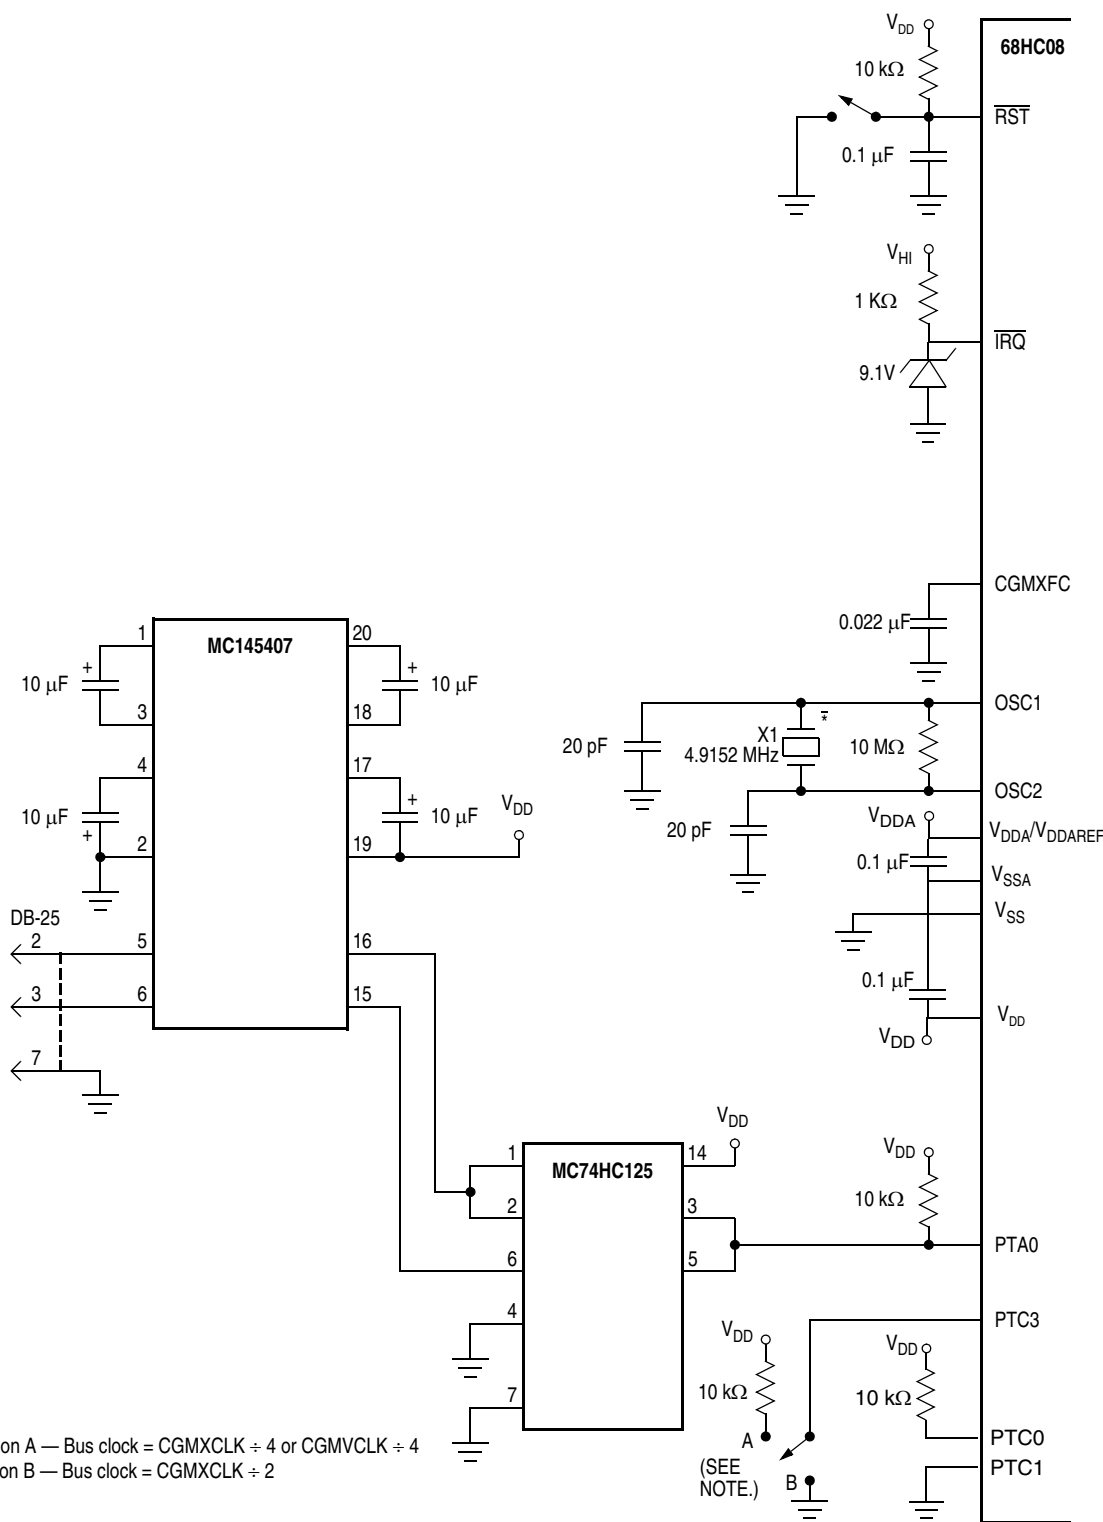 V_DD
68HC08
10 kΩ
RST
0.1 μF
V_HI
1 KΩ
IRQ
9.1V
CGMXFC
0.022 μF
MC145407
1
20
+
10 μF
+
10 μF
3
18
4
17
+
10 μF
10 μF
+
V_DD
2
19
OSC1
*
X1
4.9152 MHz
20 pF
10 MΩ
OSC2
20 pF
V_DDA
V_DDA/V_DDAREF
0.1 μF
V_SSA
V_SS
0.1 μF
V_DD
V_DD
DB-25
2
5
16
3
6
15
7
V_DD
MC74HC125
1
14
2
3
6
5
4
7
V_DD
10 kΩ
PTA0
PTC3
V_DD
10 kΩ
V_DD
10 kΩ
A
(SEE
NOTE.)
B
PTC0
PTC1
on A — Bus clock = CGMXCLK ÷ 4 or CGMVCLK ÷ 4
on B — Bus clock = CGMXCLK ÷ 2